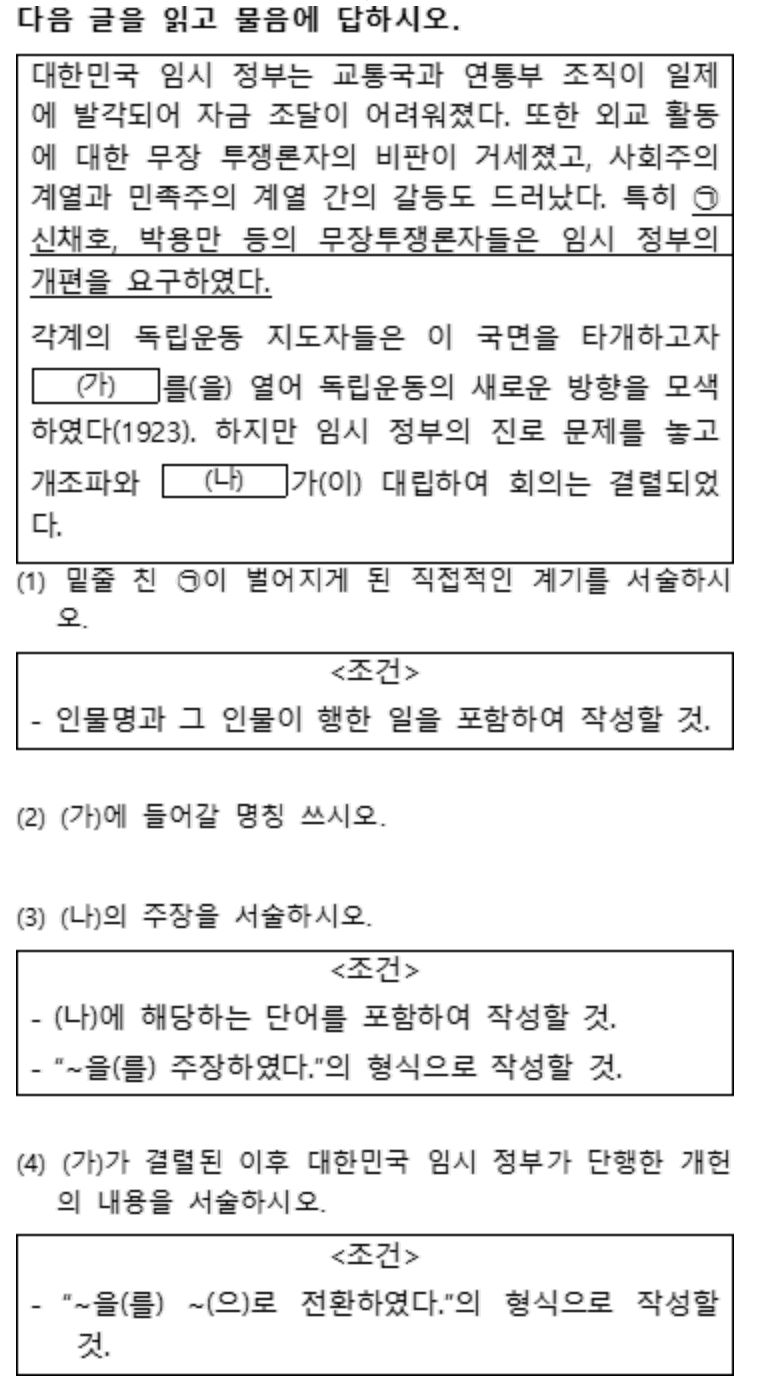 다음 글을 읽고 물음에 답하시오.
대한민국 임시 정부는 교통국과 연통부 조직이 일제
에 발각되어 자금 조달이 어려워졌다. 또한 외교 활동
에 대한 무장 투쟁론자의 비판이 거세졌고, 사회주의
계열과 민족주의 계열 간의 갈등도 드러났다. 특히 ㉠
신채호, 박용만 등의 무장투쟁론자들은 임시 정부의
개편을 요구하였다.
각계의 독립운동 지도자들은 이 국면을 타개하고자
(가) 를(을) 열어 독립운동의 새로운 방향을 모색
하였다(1923). 하지만 임시 정부의 진로 문제를 놓고
개조파와 (나) 가(이) 대립하여 회의는 결렬되었
다.
(1) 밑줄 친 ㉠이 벌어지게 된 직접적인 계기를 서술하시
오.
<조건>
- 인물명과 그 인물이 행한 일을 포함하여 작성할 것.
(2) (가)에 들어갈 명칭 쓰시오.
(3) (나)의 주장을 서술하시오.
<조건>
- (나)에 해당하는 단어를 포함하여 작성할 것.
- "~을(를) 주장하였다."의 형식으로 작성할 것.
(4) (가)가 결렬된 이후 대한민국 임시 정부가 단행한 개헌
의 내용을 서술하시오.
<조건>
- "~을(를) ~(으)로 전환하였다."의 형식으로 작성할
것.